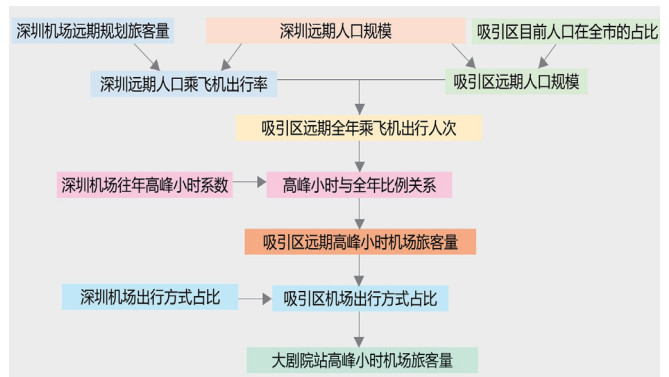 深圳机场远期规划旅客量
深圳远期人口规模
吸引区目前人口在全市的占比
深圳远期人口乘飞机出行率
吸引区远期人口规模
吸引区远期全年乘飞机出行人次
深圳机场往年高峰小时系数
高峰小时与全年比例关系
吸引区远期高峰小时机场旅客量
深圳机场出行方式占比
吸引区机场出行方式占比
大剧院站高峰小时机场旅客量